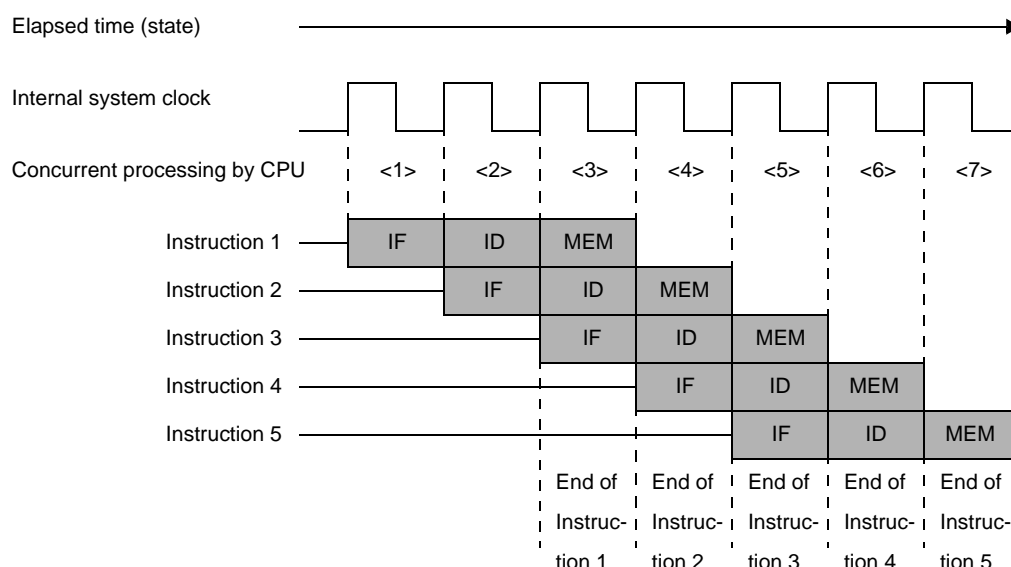 Elapsed time (state)
Internal system clock
Concurrent processing by CPU <1> <2> <3> <4> <5> <6> <7>
Instruction 1 IF ID MEM
Instruction 2 IF ID MEM
Instruction 3 IF ID MEM
Instruction 4 IF ID MEM
Instruction 5 IF ID MEM
End of End of End of End of End of
Instruc- Instruc- Instruc- Instruc- Instruc-
tion 1 tion 2 tion 3 tion 4 tion 5